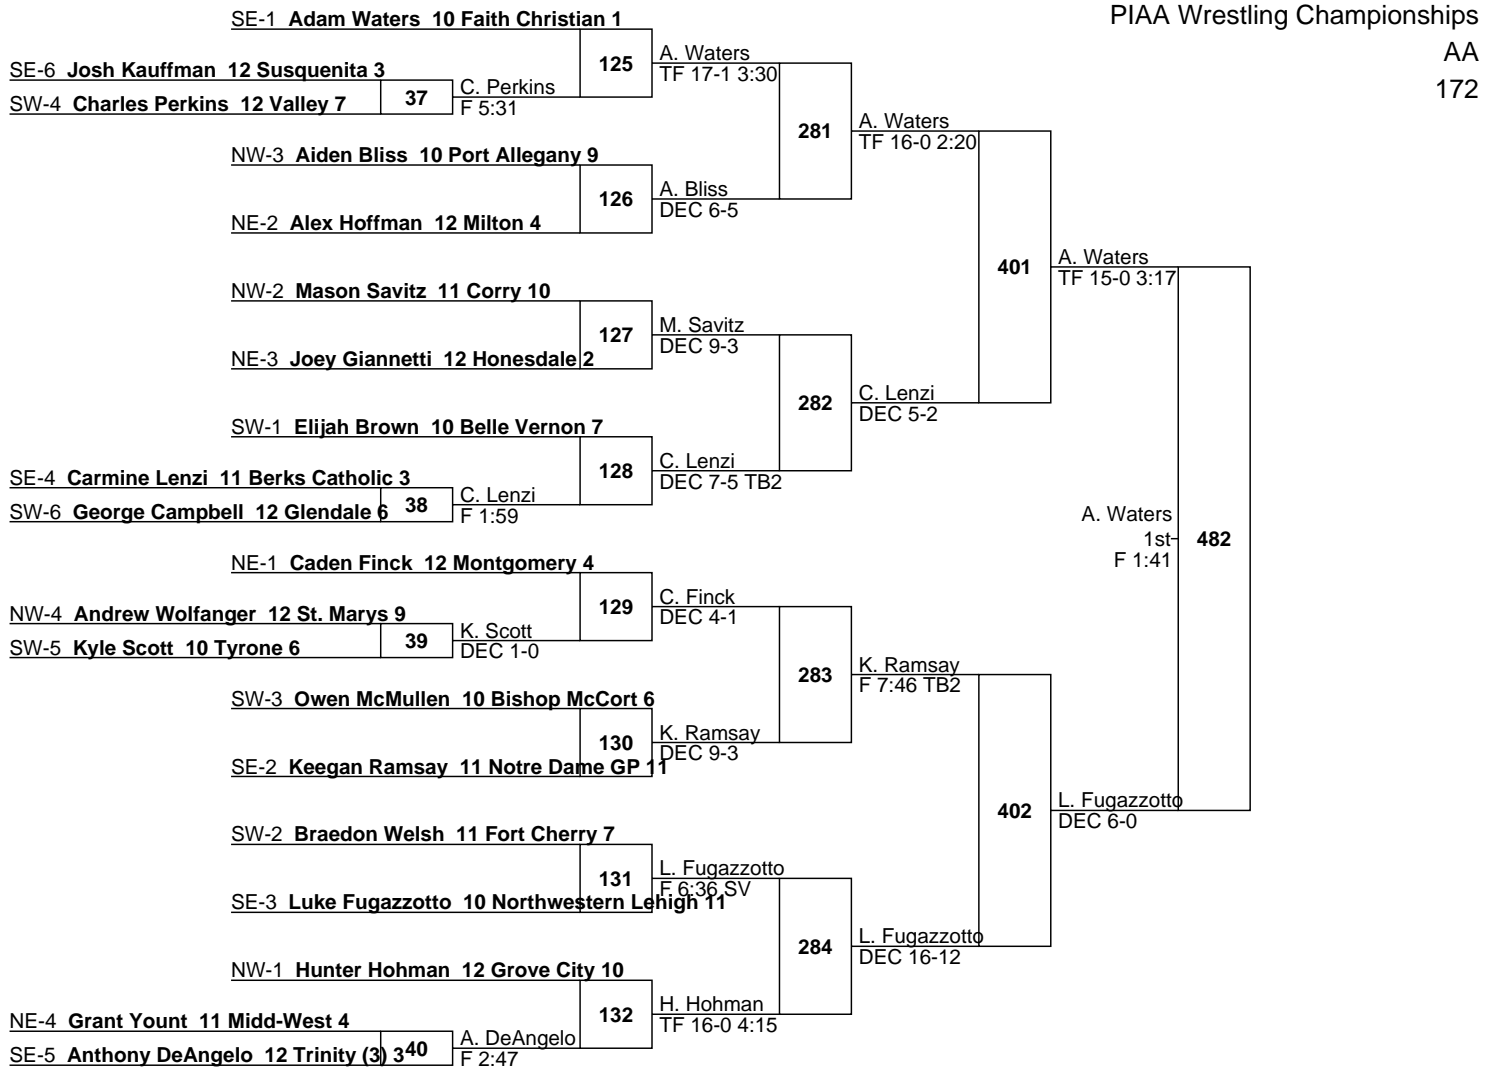 PIAA Wrestling Championships
AA
172
SE-1 Adam Waters 10 Faith Christian 1
SE-6 Josh Kauffman 12 Susquenita 3
SW-4 Charles Perkins 12 Valley 7
37
C. Perkins
F 5:31
125
A. Waters
TF 17-1 3:30
NW-3 Aiden Bliss 10 Port Allegany 9
NE-2 Alex Hoffman 12 Milton 4
126
A. Bliss
DEC 6-5
281
A. Waters
TF 16-0 2:20
NW-2 Mason Savitz 11 Corry 10
NE-3 Joey Giannetti 12 Honesdale 2
127
M. Savitz
DEC 9-3
SW-1 Elijah Brown 10 Belle Vernon 7
SE-4 Carmine Lenzi 11 Berks Catholic 3
SW-6 George Campbell 12 Glendale 6
38
C. Lenzi
F 1:59
128
C. Lenzi
DEC 7-5 TB2
282
C. Lenzi
DEC 5-2
401
A. Waters
TF 15-0 3:17
NE-1 Caden Finck 12 Montgomery 4
NW-4 Andrew Wolfanger 12 St. Marys 9
SW-5 Kyle Scott 10 Tyrone 6
39
K. Scott
DEC 1-0
129
C. Finck
DEC 4-1
SW-3 Owen McMullen 10 Bishop McCort 6
SE-2 Keegan Ramsay 11 Notre Dame GP 11
130
K. Ramsay
DEC 9-3
283
K. Ramsay
F 7:46 TB2
SW-2 Braedon Welsh 11 Fort Cherry 7
SE-3 Luke Fugazzotto 10 Northwestern Lehigh 11
131
L. Fugazzotto
F 6:36 SV
NW-1 Hunter Hohman 12 Grove City 10
NE-4 Grant Yount 11 Midd-West 4
SE-5 Anthony DeAngelo 12 Trinity (3) 3
40
A. DeAngelo
F 2:47
132
H. Hohman
TF 16-0 4:15
284
L. Fugazzotto
DEC 16-12
402
L. Fugazzotto
DEC 6-0
A. Waters
1st
F 1:41
482